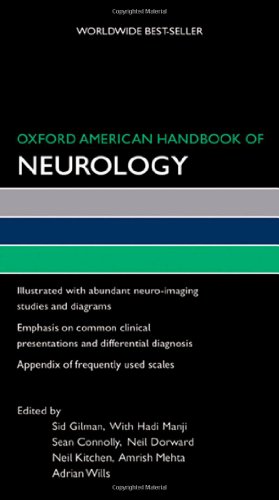 WORLDWIDE BEST-SELLER
OXFORD AMERICAN HANDBOOK OF
NEUROLOGY
Illustrated with abundant neuro-imaging
studies and diagrams
Emphasis on common clinical
presentations and differential diagnosis
Appendix of frequently used scales
Edited by
Sid Gilman, With Hadi Manji
Sean Connolly, Neil Dorward
Neil Kitchen, Amrish Mehta
Adrian Wills